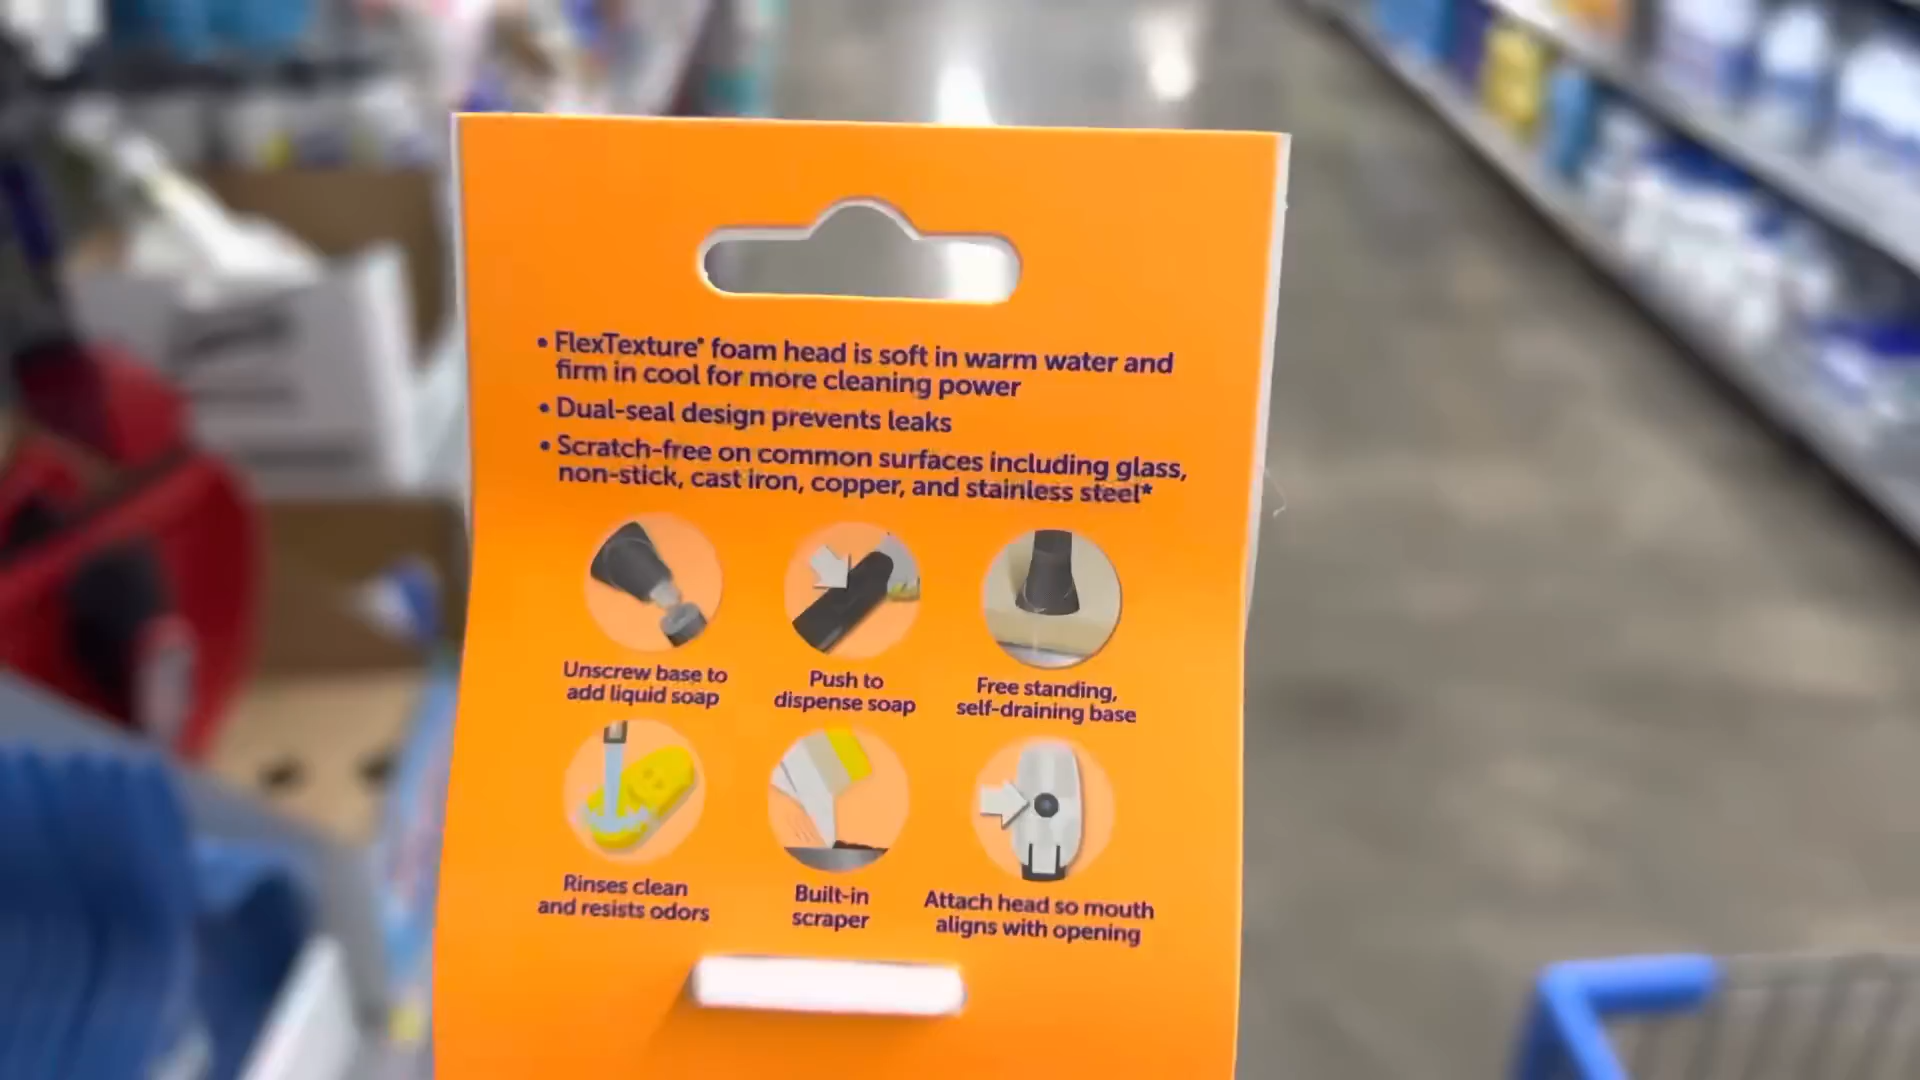 • FlexTexture® foam head is soft in warm water and
firm in cool for more cleaning power
• Dual-seal design prevents leaks
• Scratch-free on common surfaces including glass,
non-stick, cast iron, copper, and stainless steel*
Unscrew base to
add liquid soap
Push to
dispense soap
Free standing,
self-draining base
Rinses clean
and resists odors
Built-in
scraper
Attach head so mouth
aligns with opening